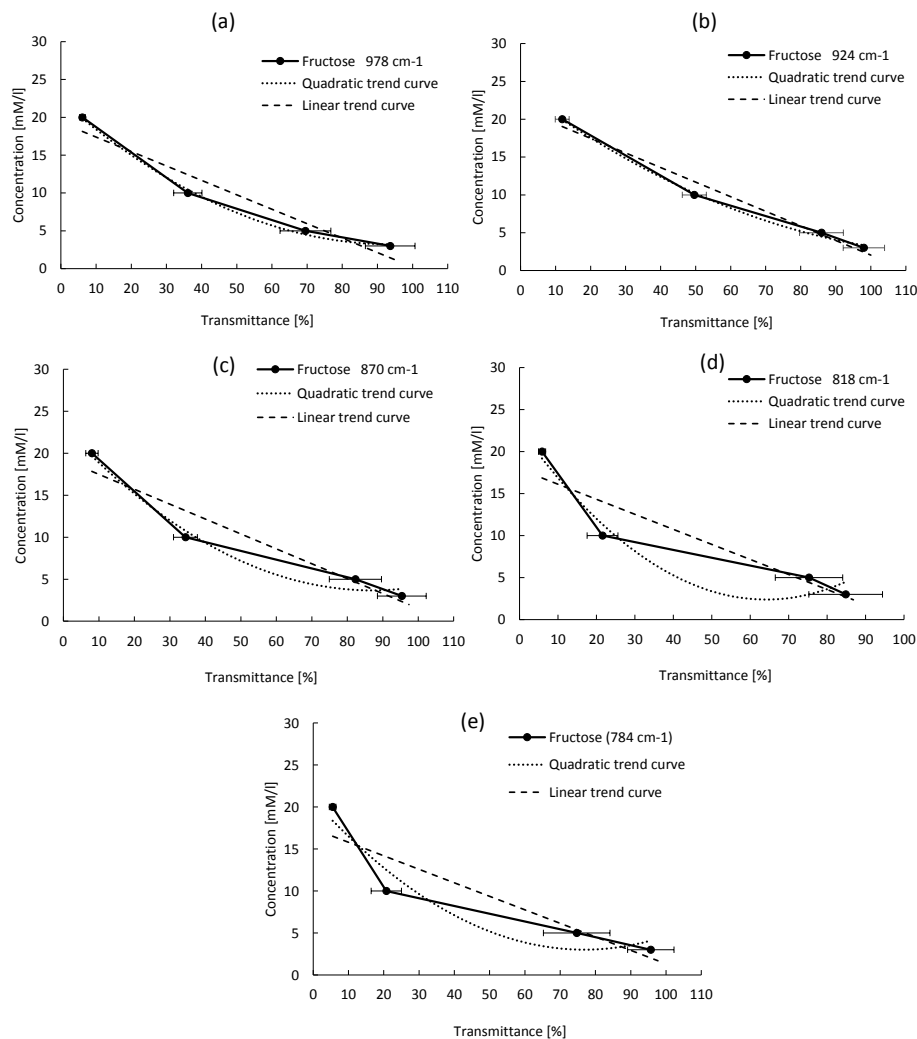 (a)
Fructose 978 cm-1
Quadratic trend curve
Linear trend curve
Concentration [mM/l]
30
25
20
15
10
5
0
0 10 20 30 40 50 60 70 80 90 100 110
Transmittance [%]
(b)
Fructose 924 cm-1
Quadratic trend curve
Linear trend curve
Concentration [mM/l]
30
25
20
15
10
5
0
0 10 20 30 40 50 60 70 80 90 100 110
Transmittance [%]
(c)
Fructose 870 cm-1
Quadratic trend curve
Linear trend curve
Concentration [mM/l]
30
25
20
15
10
5
0
0 10 20 30 40 50 60 70 80 90 100 110
Transmittance [%]
(d)
Fructose 818 cm-1
Quadratic trend curve
Linear trend curve
Concentration [mM/l]
30
25
20
15
10
5
0
0 10 20 30 40 50 60 70 80 90 100 110
Transmittance [%]
(e)
Fructose (784 cm-1)
Quadratic trend curve
Linear trend curve
Concentration [mM/l]
30
25
20
15
10
5
0
0 10 20 30 40 50 60 70 80 90 100 110
Transmittance [%]